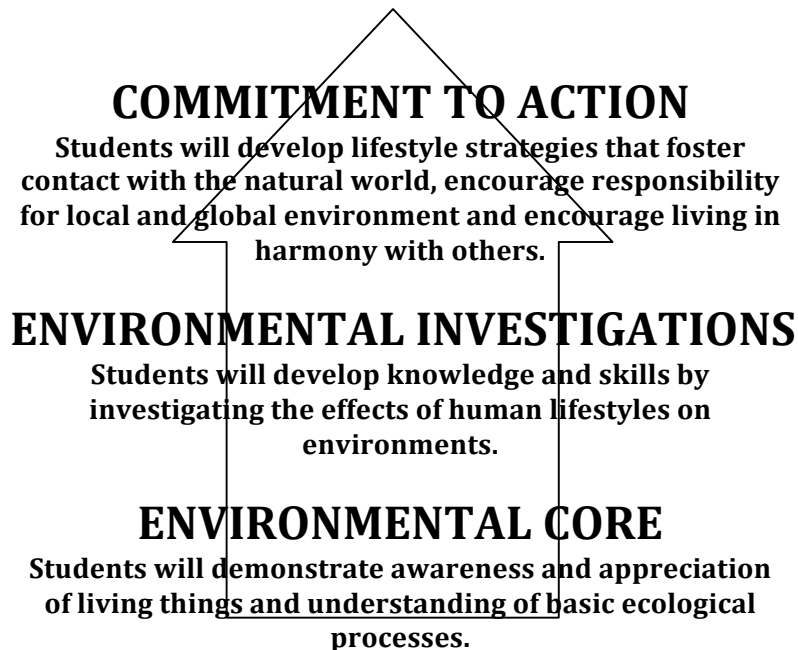 COMMITMENT TO ACTION
Students will develop lifestyle strategies that foster
contact with the natural world, encourage responsibility
for local and global environment and encourage living in
harmony with others.
ENVIRONMENTAL INVESTIGATIONS
Students will develop knowledge and skills by
investigating the effects of human lifestyles on
environments.
ENVIRONMENTAL CORE
Students will demonstrate awareness and appreciation
of living things and understanding of basic ecological
processes.